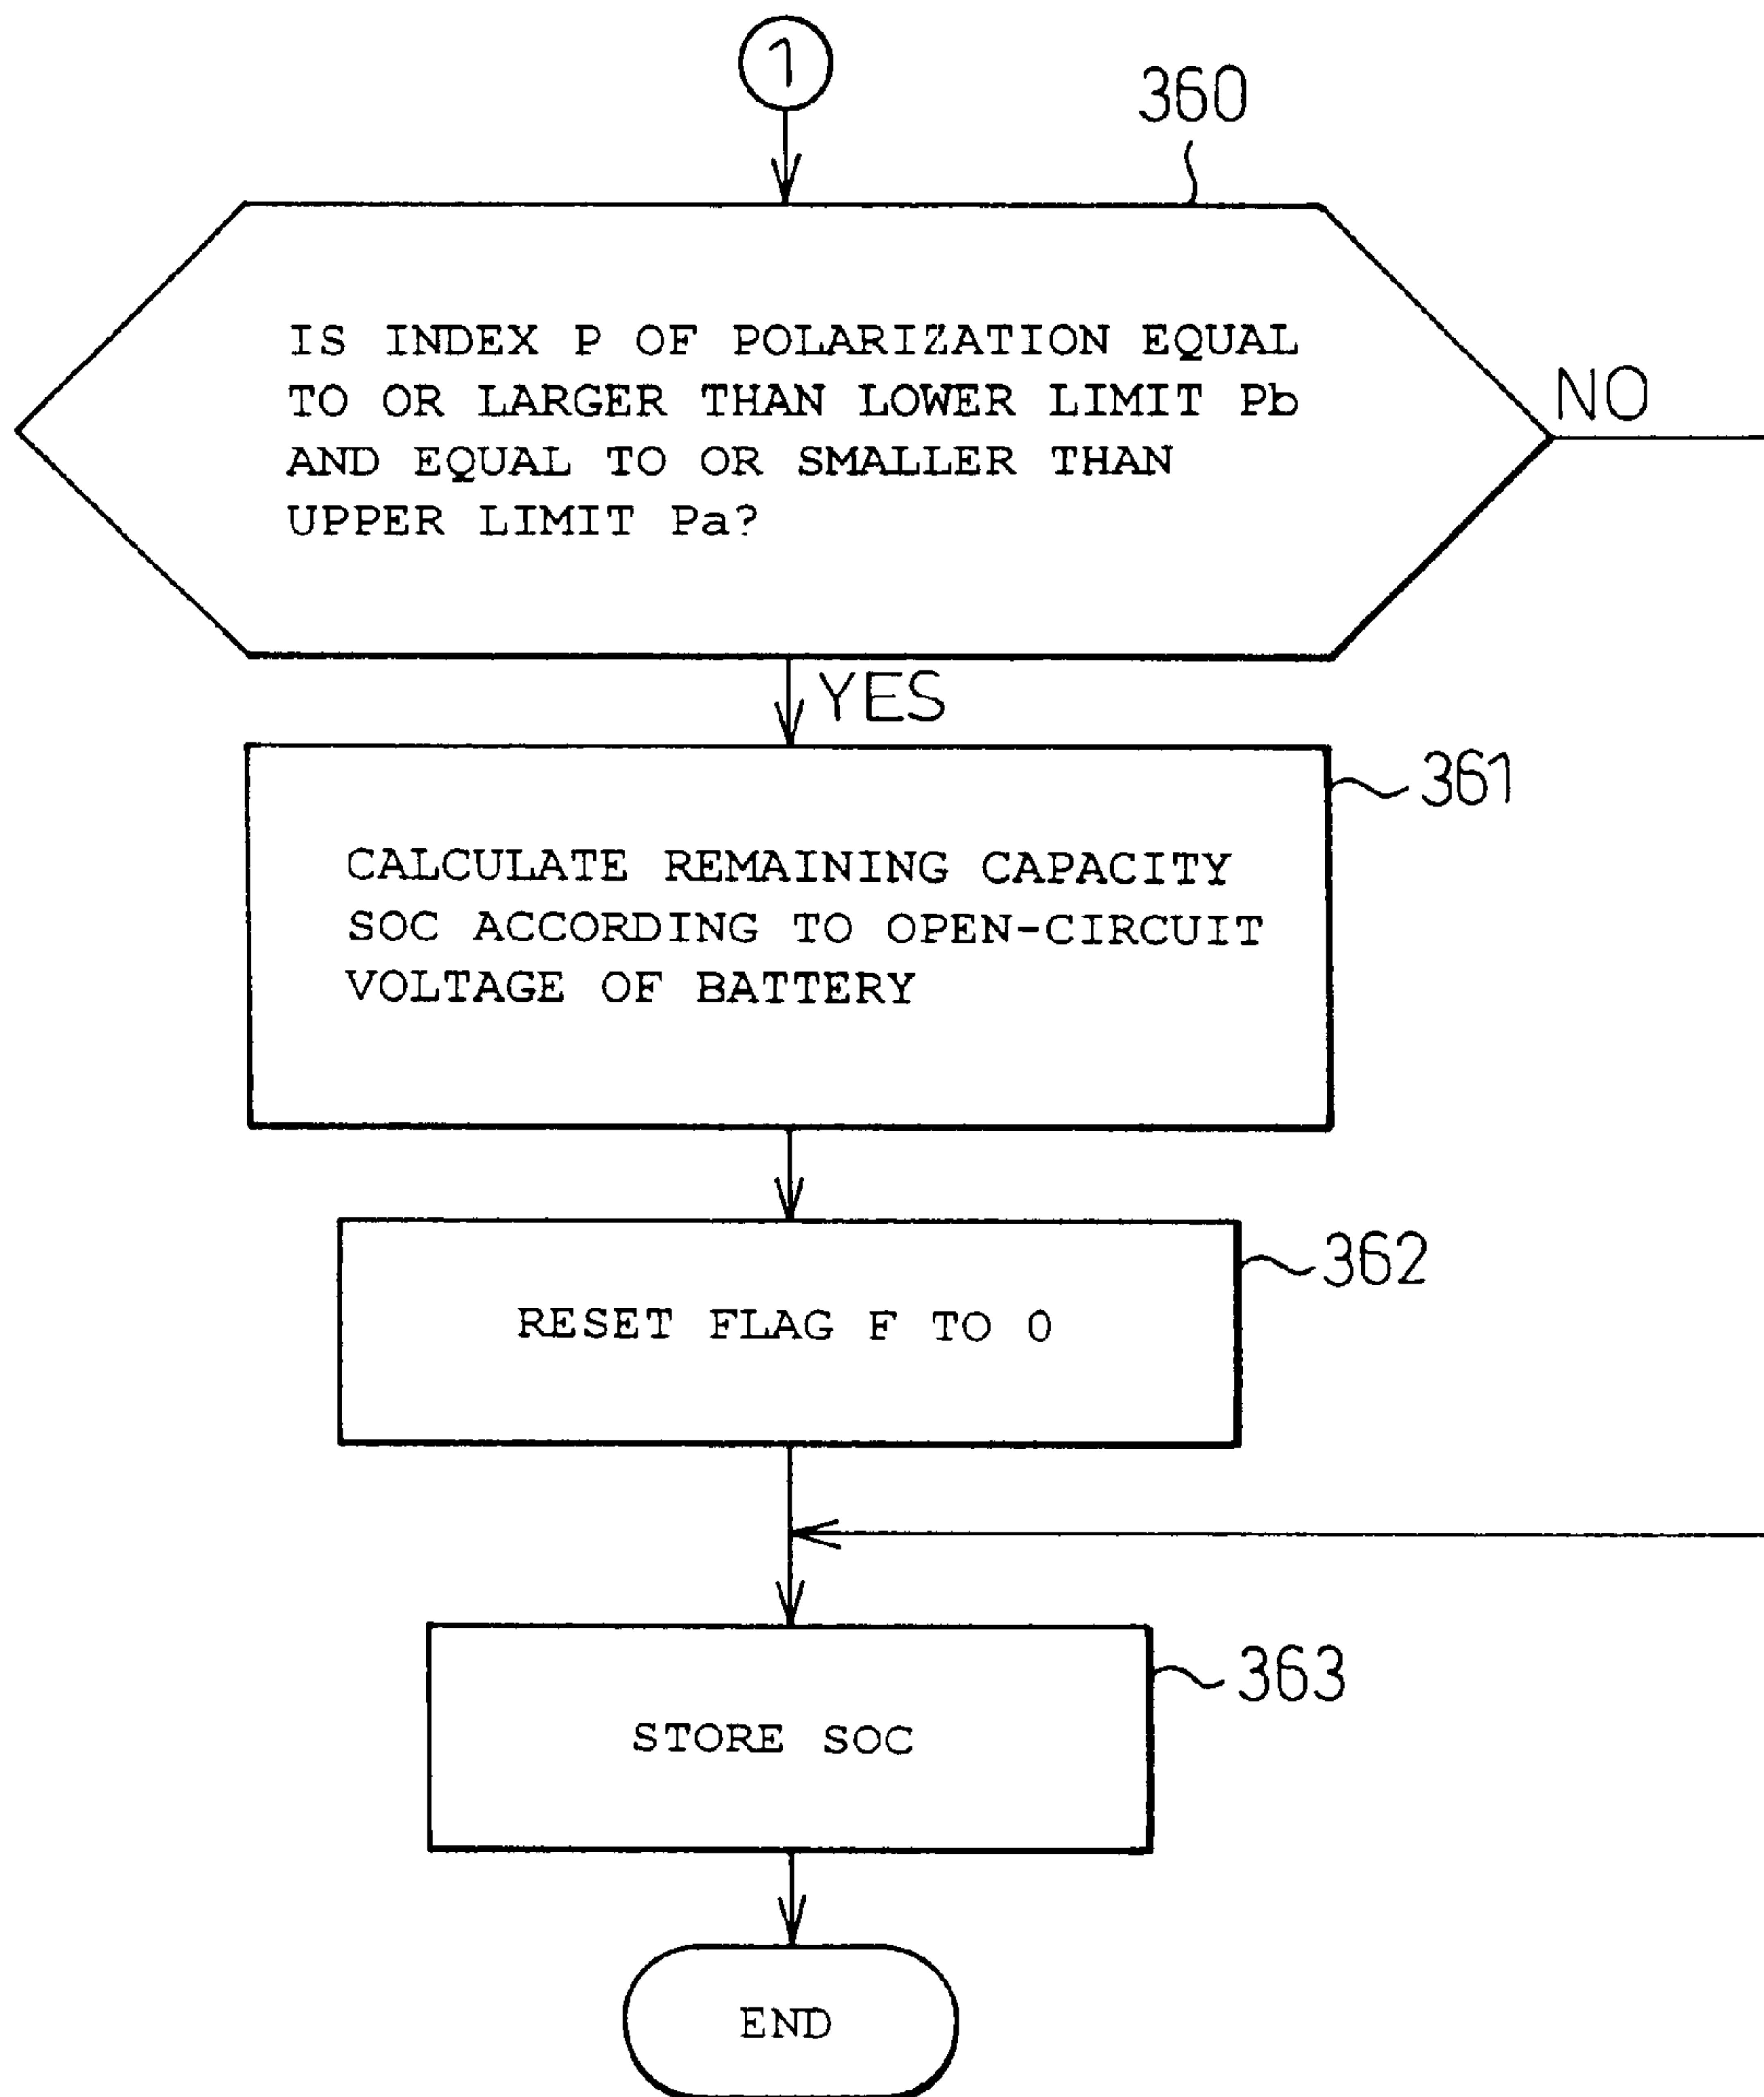 1
360
IS INDEX P OF POLARIZATION EQUAL
TO OR LARGER THAN LOWER LIMIT Pb
AND EQUAL TO OR SMALLER THAN
UPPER LIMIT Pa?
NO
YES
361
CALCULATE REMAINING CAPACITY
SOC ACCORDING TO OPEN-CIRCUIT
VOLTAGE OF BATTERY
362
RESET FLAG F TO 0
363
STORE SOC
END